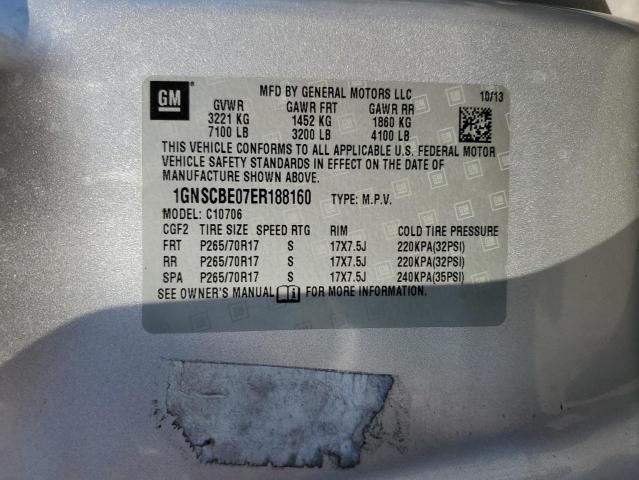 GM
MFD BY GENERAL MOTORS LLC 10/13
GVWR GAWR FRT GAWR RR
3221 KG 1452 KG 1860 KG
7100 LB 3200 LB 4100 LB
THIS VEHICLE CONFORMS TO ALL APPLICABLE U.S. FEDERAL MOTOR
VEHICLE SAFETY STANDARDS IN EFFECT ON THE DATE OF
MANUFACTURE SHOWN ABOVE.
1GNSCBE07ER188160 TYPE: M.P.V.
MODEL: C10706
CGF2 TIRE SIZE SPEED RTG RIM COLD TIRE PRESSURE
FRT P265/70R17 S 17X7.5J 220KPA(32PSI)
RR P265/70R17 S 17X7.5J 220KPA(32PSI)
SPA P265/70R17 S 17X7.5J 240KPA(35PSI)
SEE OWNER'S MANUAL FOR MORE INFORMATION.